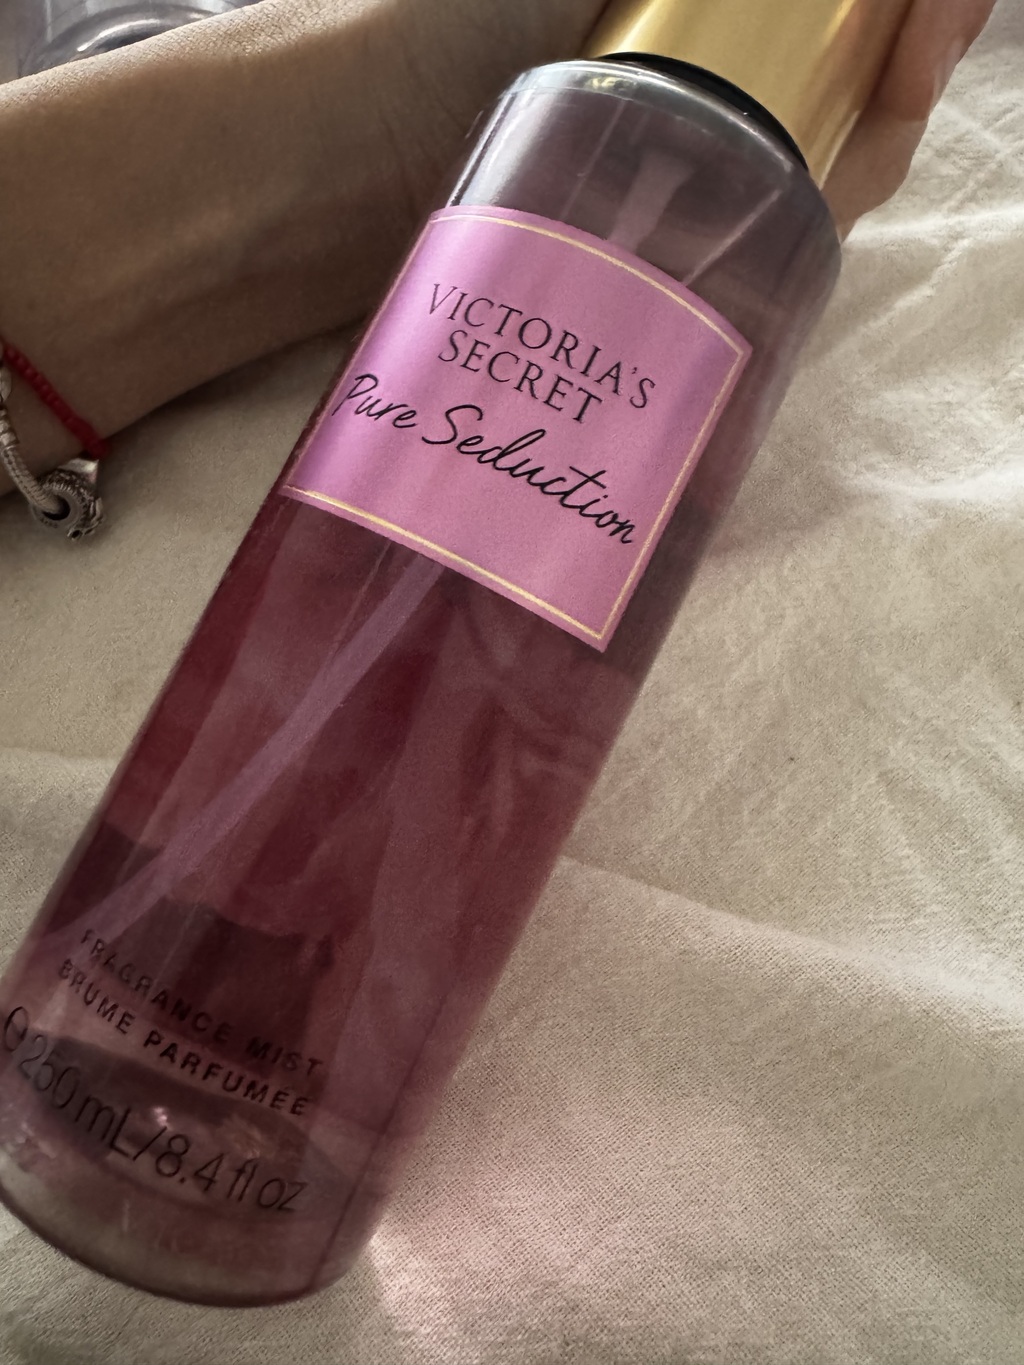 VICTORIA'S
SECRET
Pure Seduction
FRAGRANCE MIST
BRUME PARFUMÉE
℮ 250 mL/8.4 fl oz